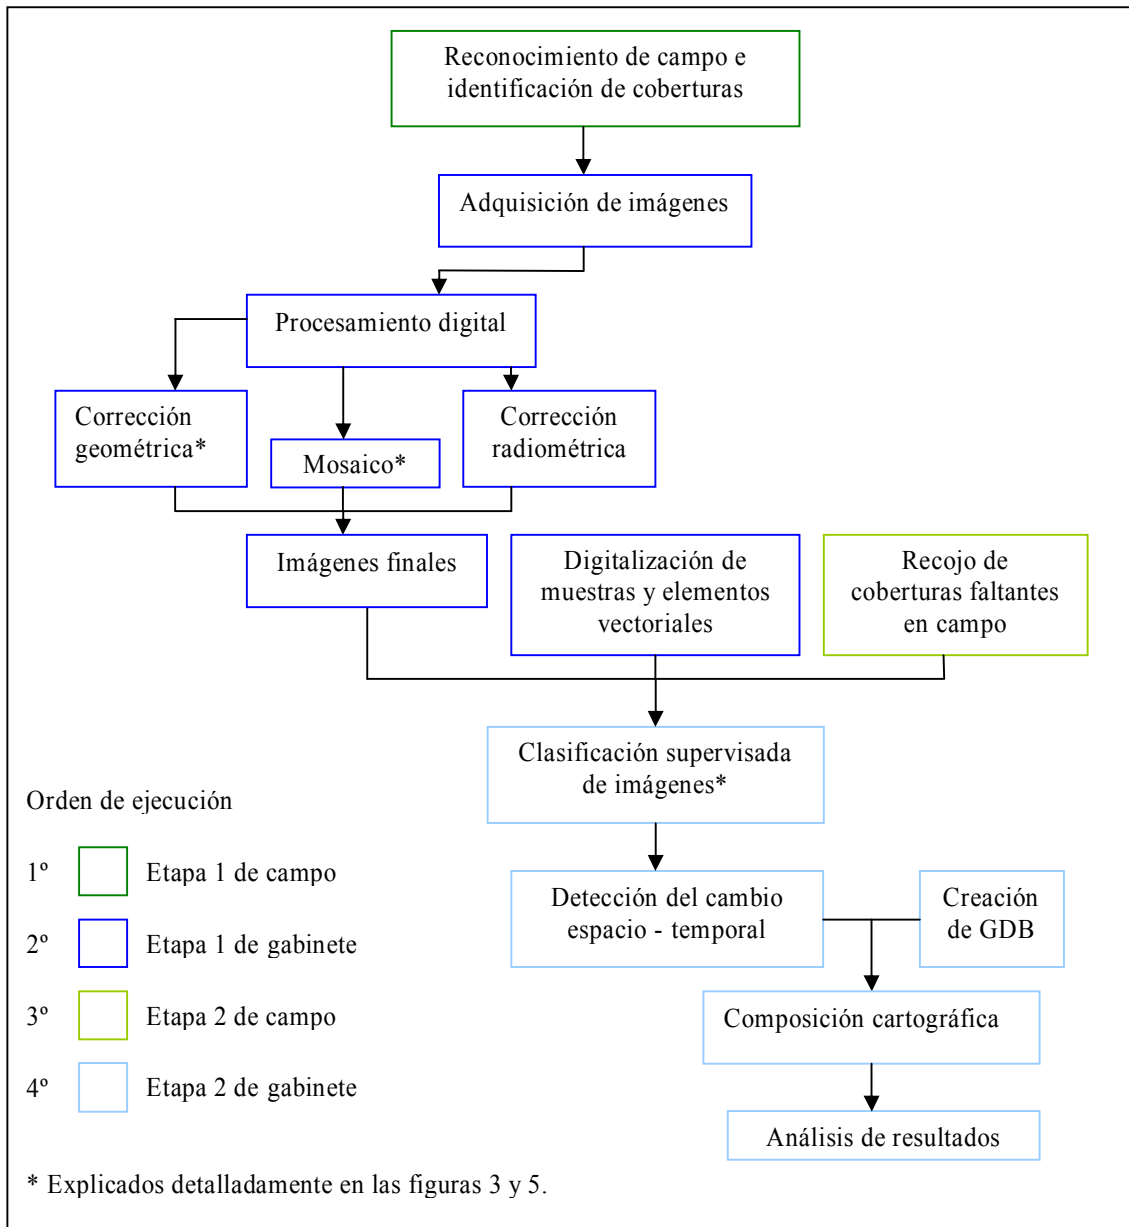 Reconocimiento de campo e
identificación de coberturas
Adquisición de imágenes
Procesamiento digital
Corrección
geométrica*
Mosaico*
Corrección
radiométrica
Imágenes finales
Digitalización de
muestras y elementos
vectoriales
Recojo de
coberturas faltantes
en campo
Clasificación supervisada
de imágenes*
Detección del cambio
espacio - temporal
Creación
de GDB
Composición cartográfica
Análisis de resultados
Orden de ejecución
1º Etapa 1 de campo
2º Etapa 1 de gabinete
3º Etapa 2 de campo
4º Etapa 2 de gabinete
* Explicados detalladamente en las figuras 3 y 5.